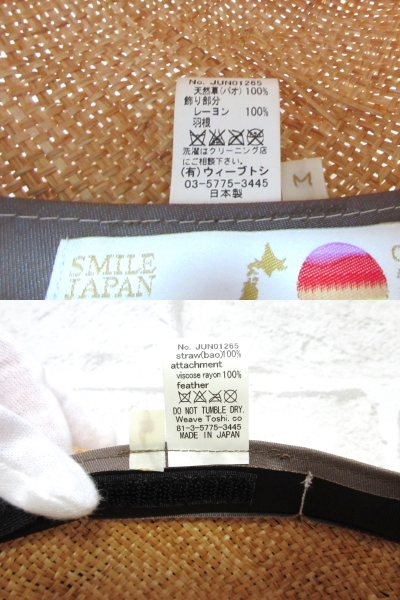 No. JUN01265
天然草(バオ) 100%
飾り部分
レーヨン 100%
羽根
洗濯はクリーニング店
にご相談下さい。
(有)ウィーブトシ
03-5775-3445
日本製
M
SMILE
JAPAN
No. JUN01265
straw(bao)100%
attachment
viscose rayon 100%
feather
DO NOT TUMBLE DRY.
Weave Toshi. co
81-3-5775-3445
MADE IN JAPAN